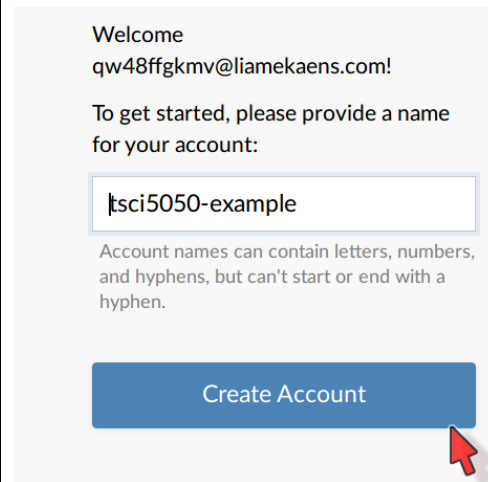 Welcome
qw48ffgkmv@liamekaens.com!
To get started, please provide a name
for your account:
tsci5050-example
Account names can contain letters, numbers,
and hyphens, but can't start or end with a
hyphen.
Create Account